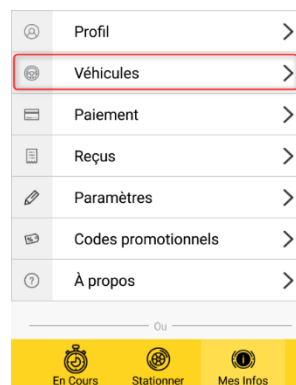 Profil
Véhicules
Paiement
Reçus
Paramètres
Codes promotionnels
À propos
Ou
En Cours Stationner Mes Infos